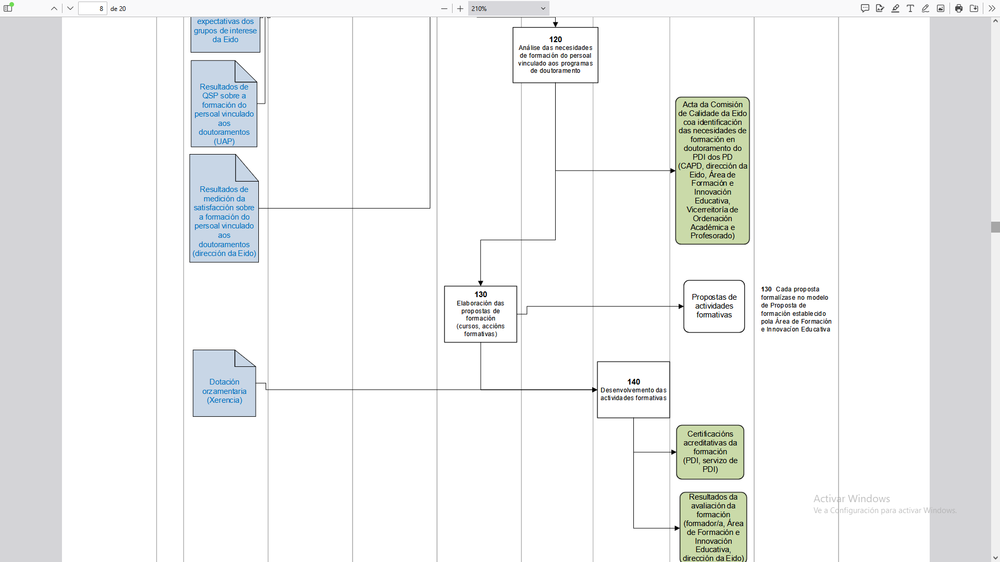 8
de 20
210%
expectativas dos
grupos de interese
da Eido
120
Análise das necesidades
de formación do persoal
vinculado aos programas
de doutoramento
Resultados de
QSP sobre a
formación do
persoal vinculado
aos
doutoramentos
(UAP)
Acta da Comisión
de Calidade da Eido
coa identificación
das necesidades de
formación en
doutoramento do
PDI dos PD
(CAPD, dirección da
Eido, Área de
Formación e
Innovación
Educativa,
Vicerreitoría de
Ordenación
Académica e
Profesorado)
Resultados de
medición da
satisfacción sobre
a formación do
persoal vinculado
aos
doutoramentos
(dirección da Eido)
130
Elaboración das
propostas de
formación
(cursos, accións
formativas)
Propostas de
actividades
formativas
130 Cada proposta
formalízase no modelo
de Proposta de
formación establecido
pola Área de Formación
e Innovacíon Educativa
Dotación
orzamentaria
(Xerencia)
140
Desenvolvemento das
actividades formativas
Certificacións
acreditativas da
formación
(PDI, servizo de
PDI)
Resultados da
avaliación da
formación
(formador/a, Área
de Formación e
Innovación
Educativa,
dirección da Eido)
Activar Windows
Ve a Configuración para activar Windows.